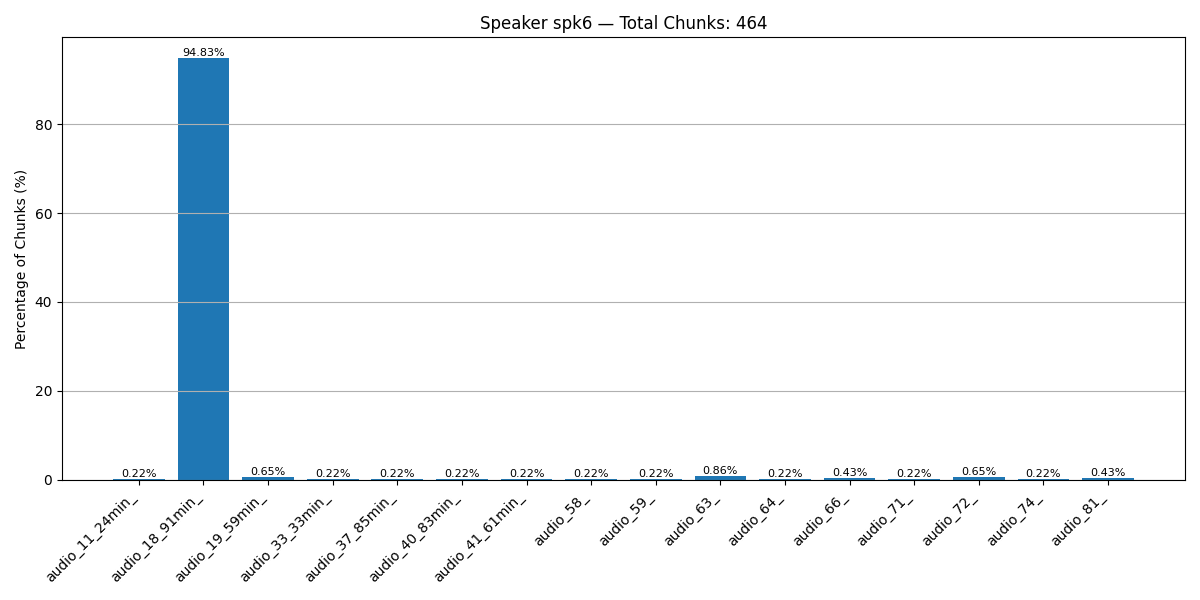 Speaker spk6 — Total Chunks: 464
Percentage of Chunks (%)
80
60
40
20
0
0.22%
94.83%
0.65%
0.22%
0.22%
0.22%
0.22%
0.22%
0.22%
0.86%
0.22%
0.43%
0.22%
0.65%
0.22%
0.43%
audio_11_24min_
audio_18_91min_
audio_19_59min_
audio_33_33min_
audio_37_85min_
audio_40_83min_
audio_41_61min_
audio_58_
audio_59_
audio_63_
audio_64_
audio_66_
audio_71_
audio_72_
audio_74_
audio_81_